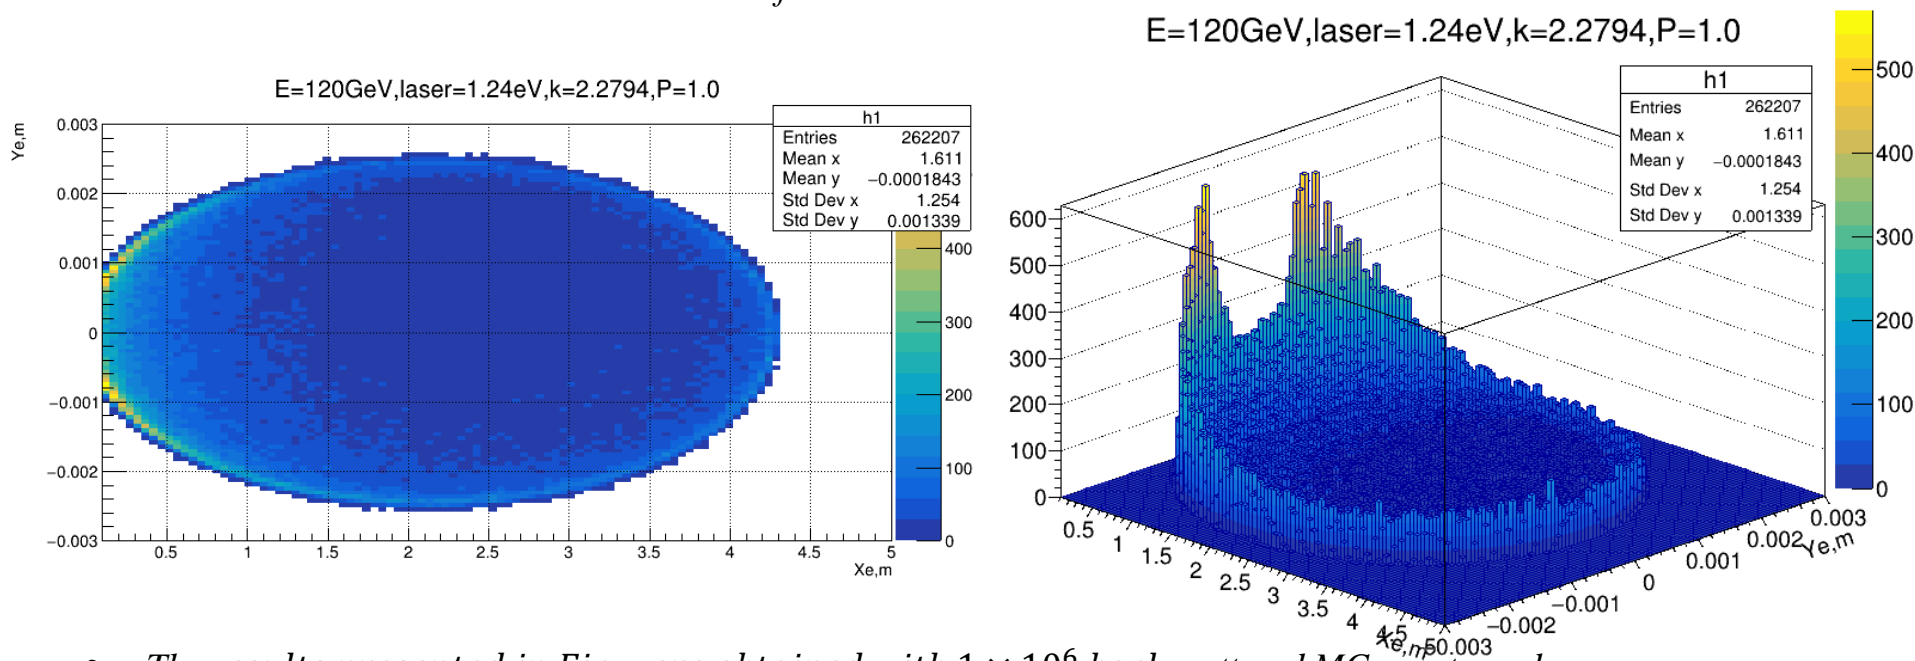 E=120GeV,laser=1.24eV,k=2.2794,P=1.0
Ye,m
0.003
0.002
0.001
0
−0.001
−0.002
−0.003
0.5 1 1.5 2 2.5 3 3.5 4 4.5 5
Xe,m
h1
Entries 262207
Mean x 1.611
Mean y −0.0001843
Std Dev x 1.254
Std Dev y 0.001339
400
300
200
100
0
E=120GeV,laser=1.24eV,k=2.2794,P=1.0
h1
Entries 262207
Mean x 1.611
Mean y −0.0001843
Std Dev x 1.254
Std Dev y 0.001339
600
500
400
300
200
100
0
0.5 1 1.5 2 2.5 3 3.5 4 4.5
Xe,m
−0.002 −0.001 0 0.001 0.002 0.003
Ye,m
500
400
300
200
100
0